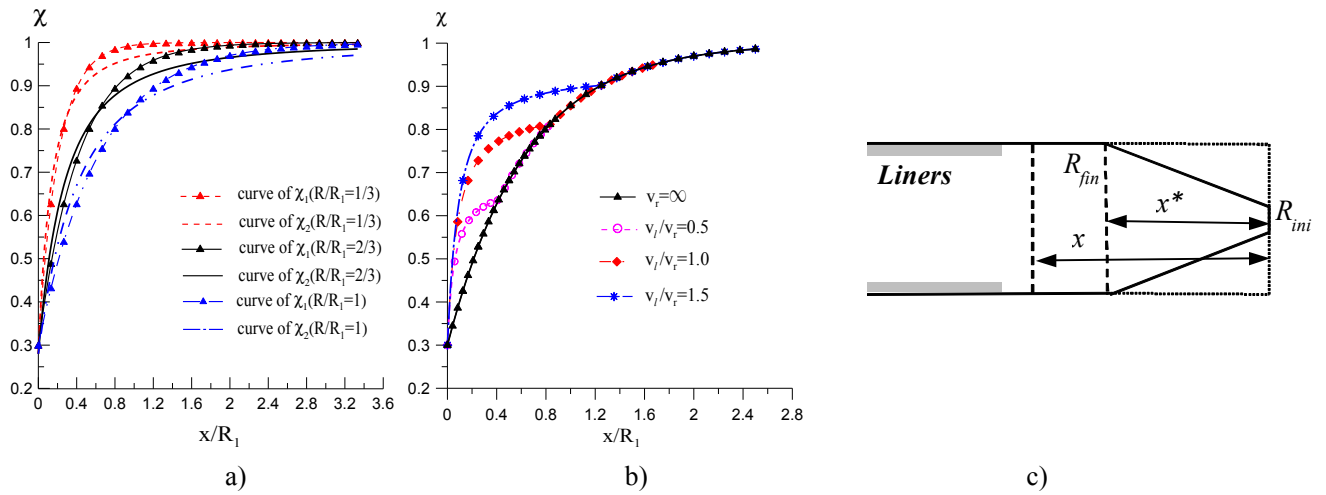 χ
1
0.9
0.8
0.7
0.6
0.5
0.4
0.3
0.2
0 0.4 0.8 1.2 1.6 2 2.4 2.8 3.2 3.6
x/R₁
curve of χ₁(R/R₁=1/3)
curve of χ₂(R/R₁=1/3)
curve of χ₁(R/R₁=2/3)
curve of χ₂(R/R₁=2/3)
curve of χ₁(R/R₁=1)
curve of χ₂(R/R₁=1)
a)
χ
1
0.9
0.8
0.7
0.6
0.5
0.4
0.3
0.2
0 0.4 0.8 1.2 1.6 2 2.4 2.8
x/R₁
vᵣ=∞
vₗ/vᵣ=0.5
vₗ/vᵣ=1.0
vₗ/vᵣ=1.5
b)
Liners
R_fin
x*
R_ini
x
c)